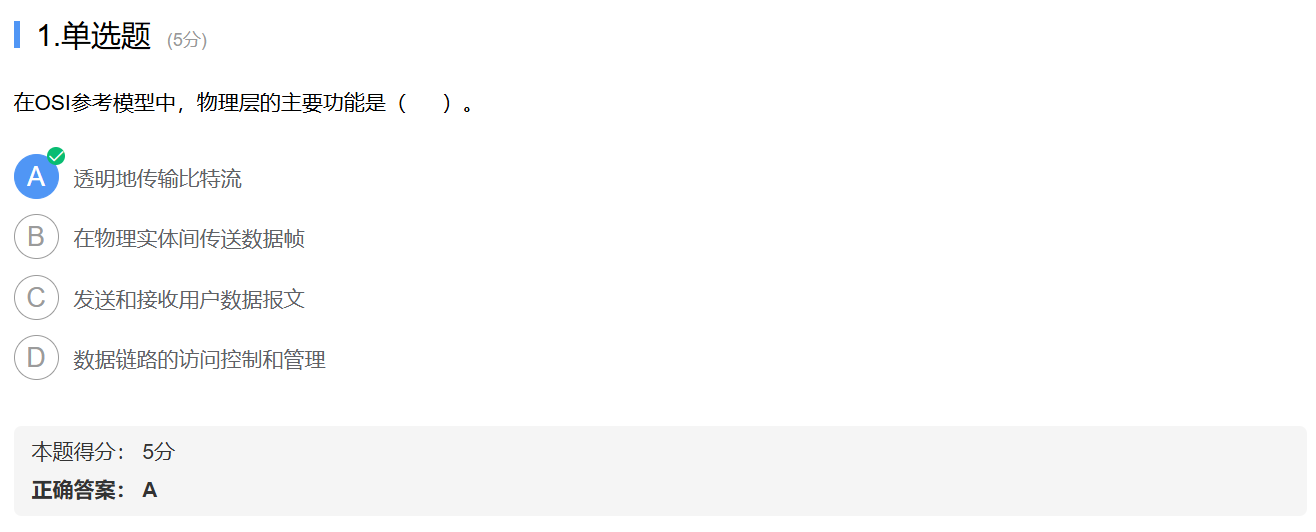 1.单选题 (5分)
在OSI参考模型中，物理层的主要功能是（　　）。
A 透明地传输比特流
B 在物理实体间传送数据帧
C 发送和接收用户数据报文
D 数据链路的访问控制和管理
本题得分： 5分
正确答案： A